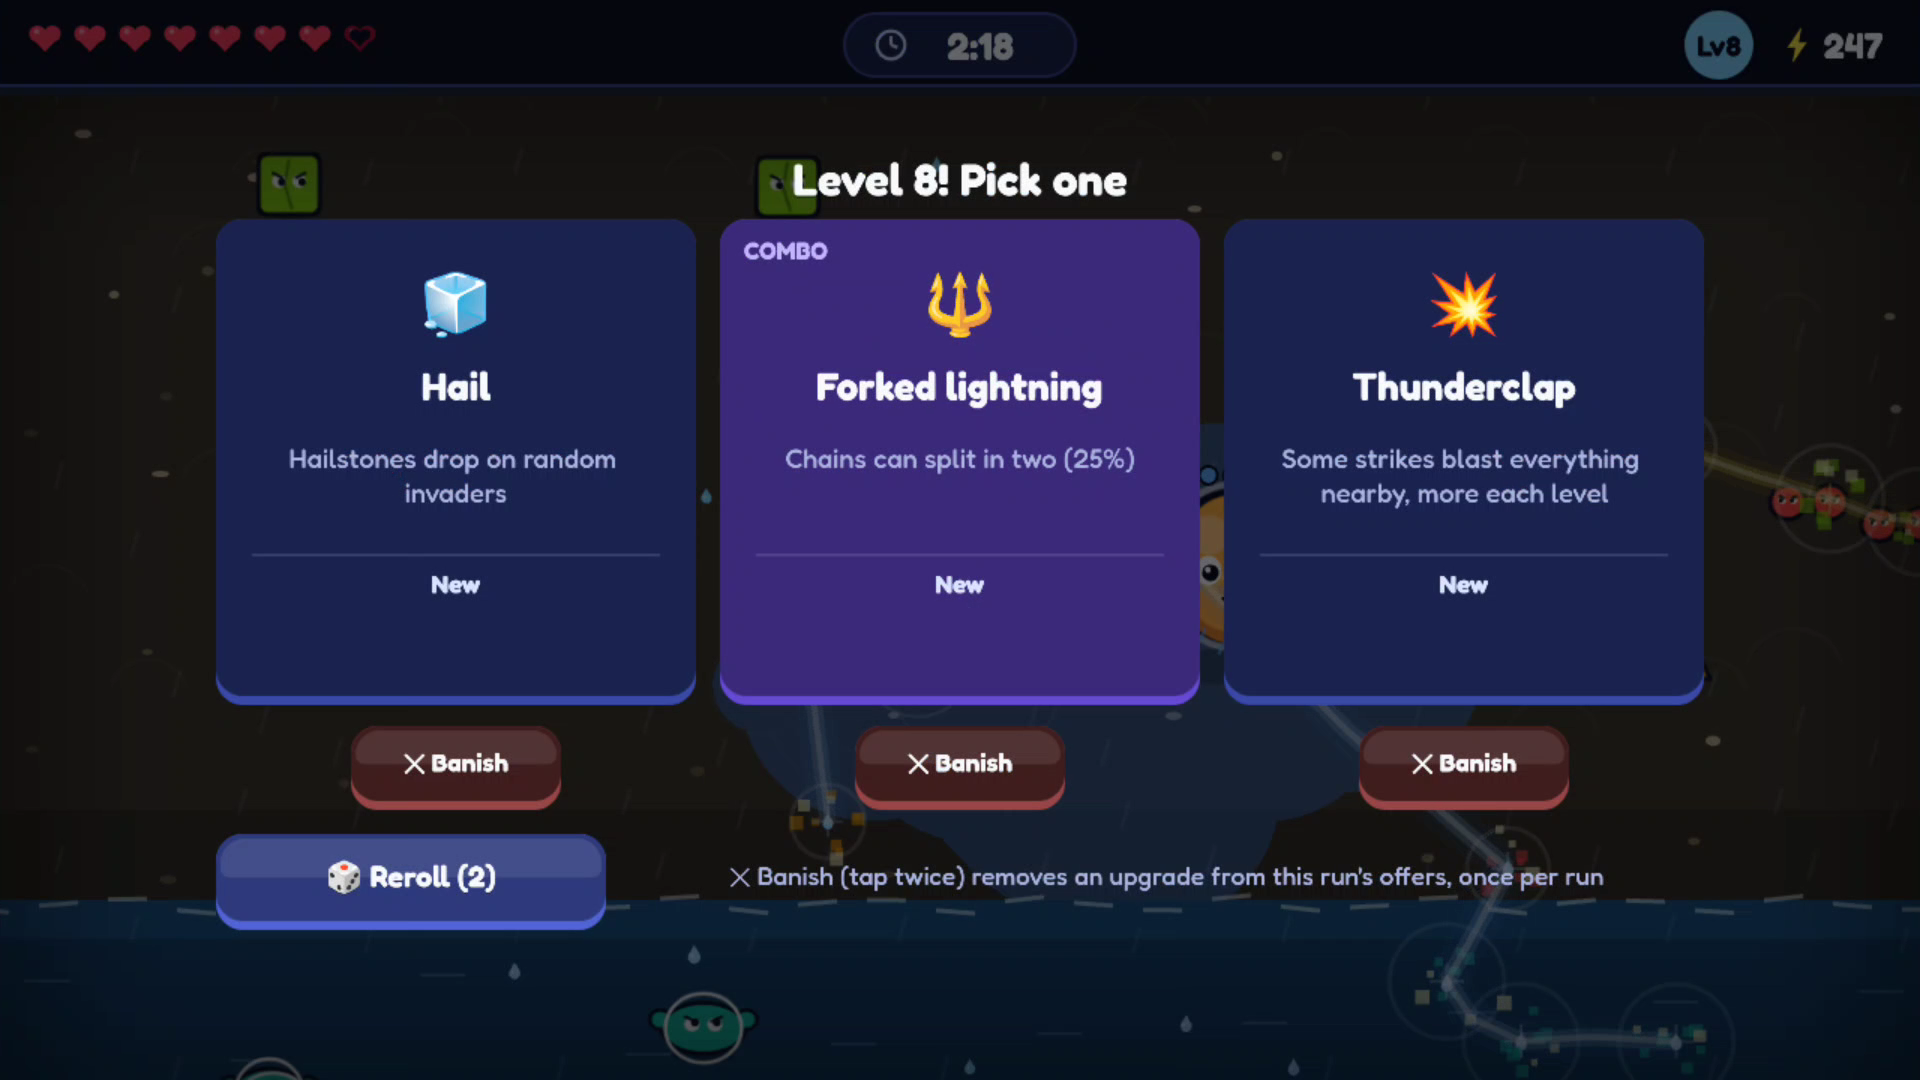 2:18
Lv8
247
Level 8! Pick one
Hail
Hailstones drop on random
invaders
New
COMBO
Forked lightning
Chains can split in two (25%)
New
Thunderclap
Some strikes blast everything
nearby, more each level
New
Banish
Banish
Banish
Reroll (2)
Banish (tap twice) removes an upgrade from this run's offers, once per run